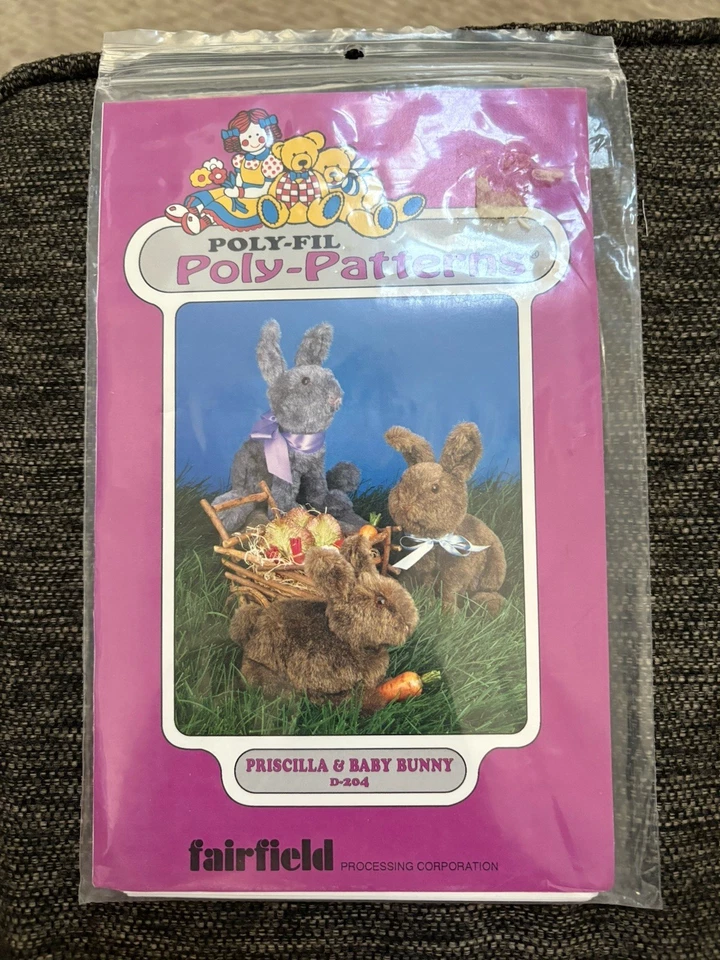 POLY-FIL
Poly-Patterns®
PRISCILLA & BABY BUNNY
D-204
fairfield PROCESSING CORPORATION